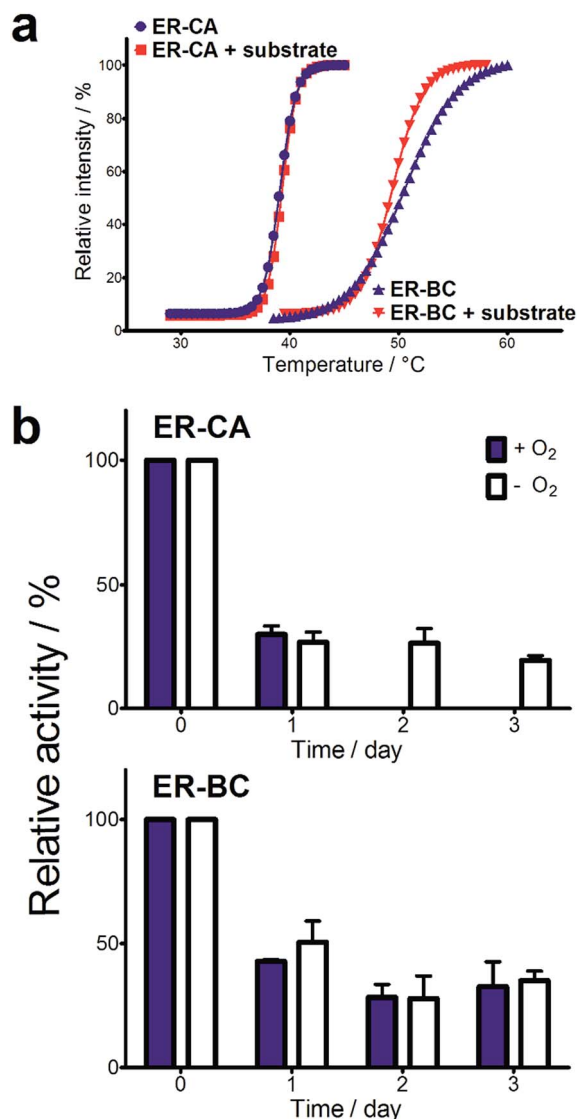 a
ER-CA
ER-CA + substrate
100
80
60
40
20
0
Relative intensity / %
ER-BC
ER-BC + substrate
30 40 50 60
Temperature / °C
b
ER-CA
+ O₂
- O₂
100
50
0
0 1 2 3
Time / day
Relative activity / %
ER-BC
100
50
0
0 1 2 3
Time / day